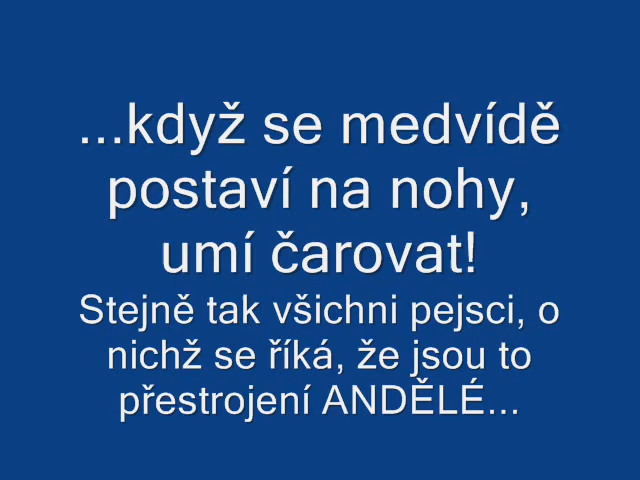 ...když se medvídě
postaví na nohy,
umí čarovat!
Stejně tak všichni pejsci, o
nichž se říká, že jsou to
přestrojení ANDĚLÉ...